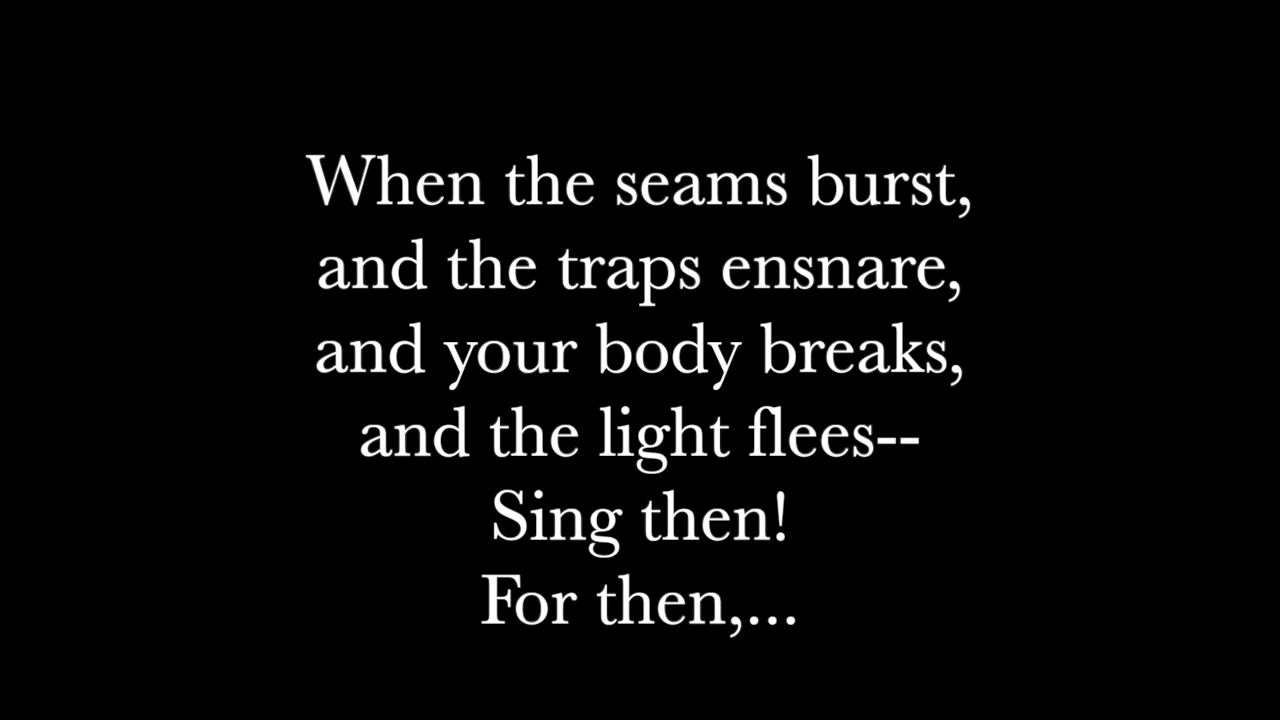 When the seams burst,
and the traps ensnare,
and your body breaks,
and the light flees--
Sing then!
For then,...